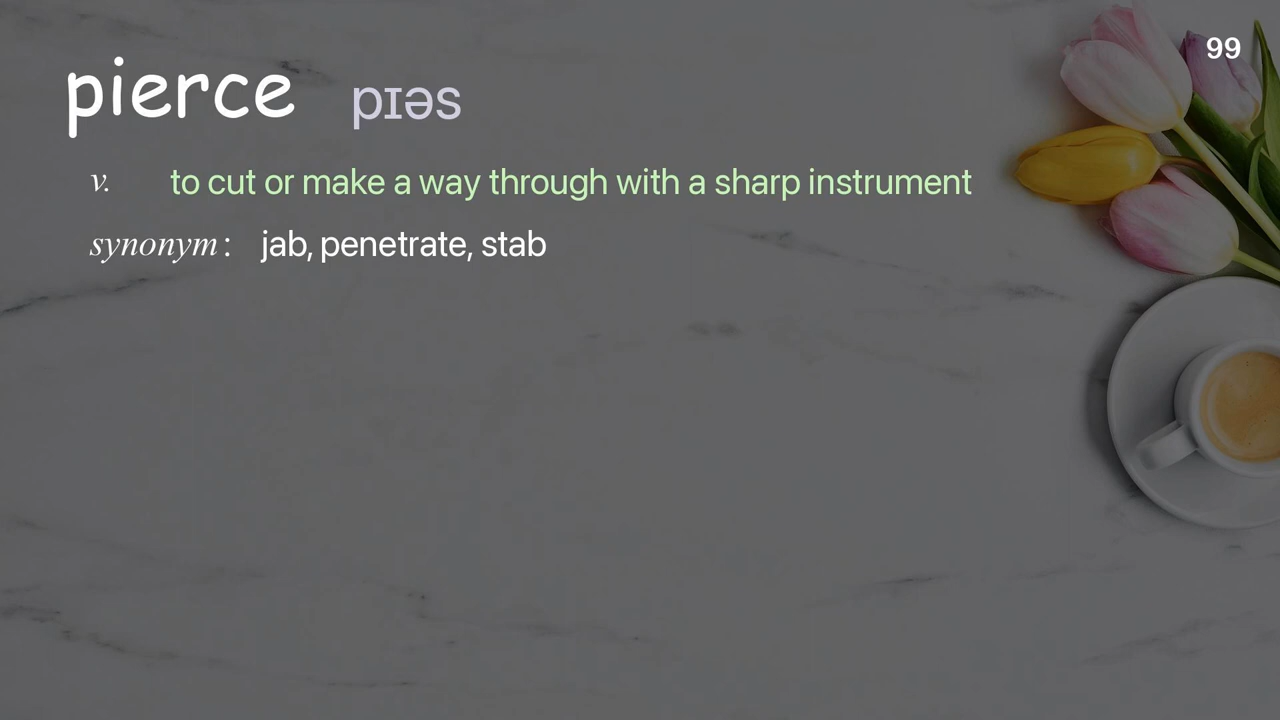 99
pierce pɪəs
v. to cut or make a way through with a sharp instrument
synonym : jab, penetrate, stab